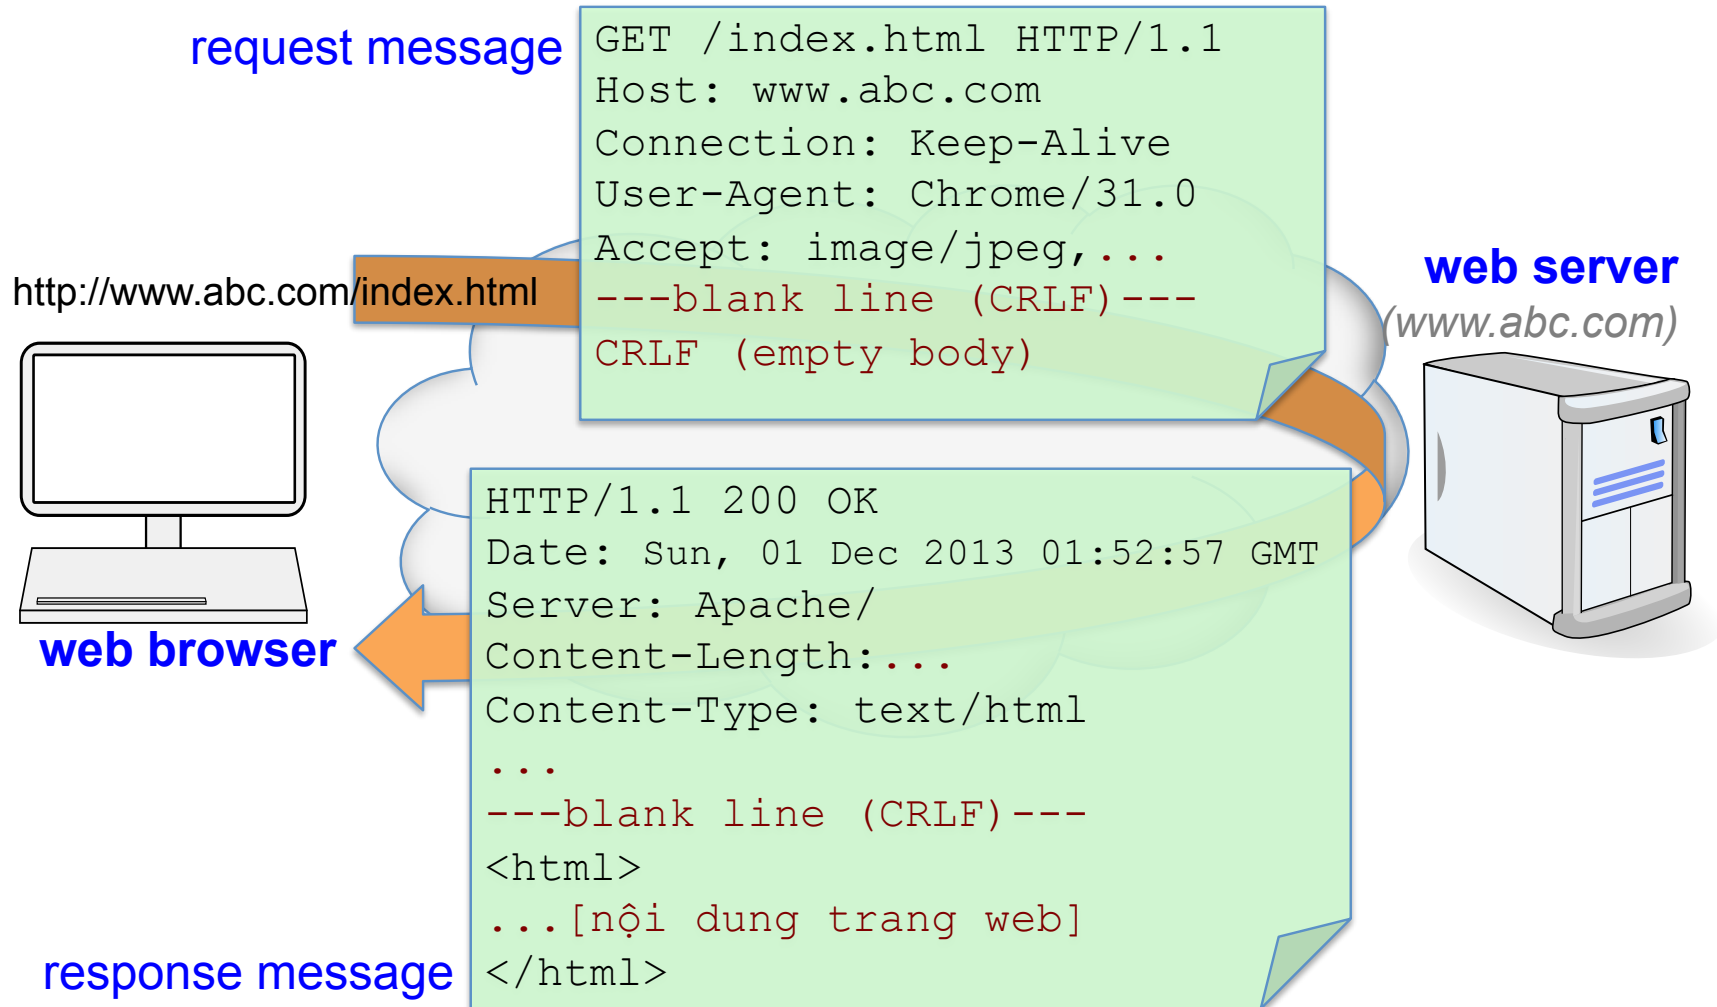 request message
GET /index.html HTTP/1.1
Host: www.abc.com
Connection: Keep-Alive
User-Agent: Chrome/31.0
Accept: image/jpeg,...
---blank line (CRLF)---
CRLF (empty body)
http://www.abc.com/index.html
web server
(www.abc.com)
web browser
HTTP/1.1 200 OK
Date: Sun, 01 Dec 2013 01:52:57 GMT
Server: Apache/
Content-Length:...
Content-Type: text/html
...
---blank line (CRLF)---
<html>
...[nội dung trang web]
</html>
response message